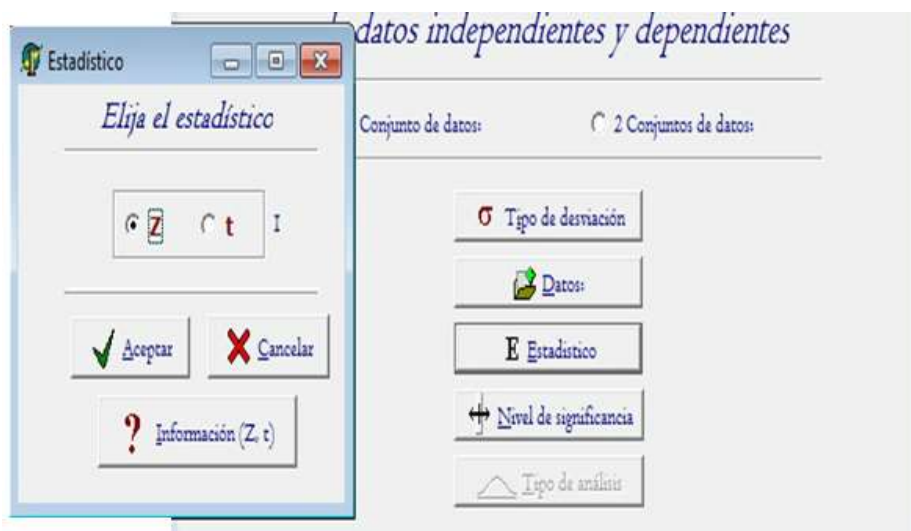 datos independientes y dependientes
Estadístico
Elija el estadístico
Conjunto de datos:
2 Conjuntos de datos:
Z
t
I
σ Tipo de desviación
Datos:
E Estadistico
Aceptar
Cancelar
Nivel de significancia
? Información (Z, t)
Tipo de análisis